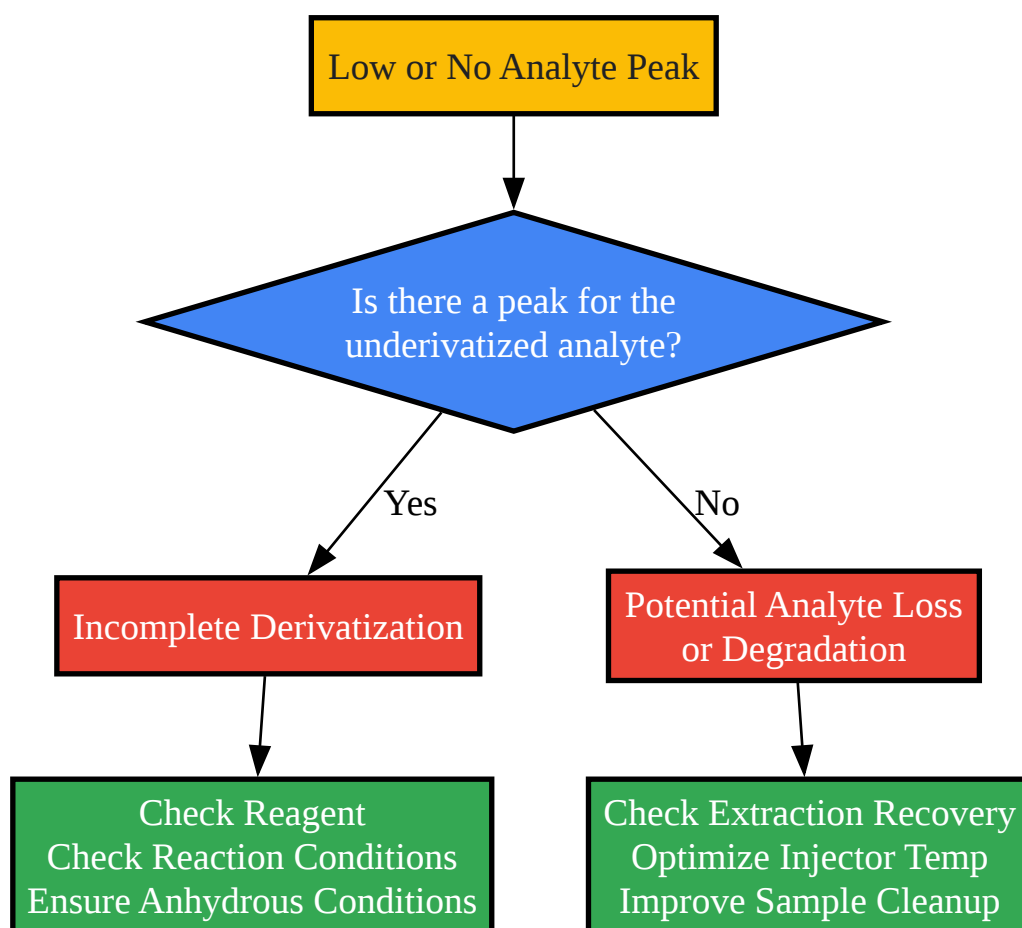 Low or No Analyte Peak
Is there a peak for the
underivatized analyte?
Yes
No
Incomplete Derivatization
Potential Analyte Loss
or Degradation
Check Reagent
Check Reaction Conditions
Ensure Anhydrous Conditions
Check Extraction Recovery
Optimize Injector Temp
Improve Sample Cleanup